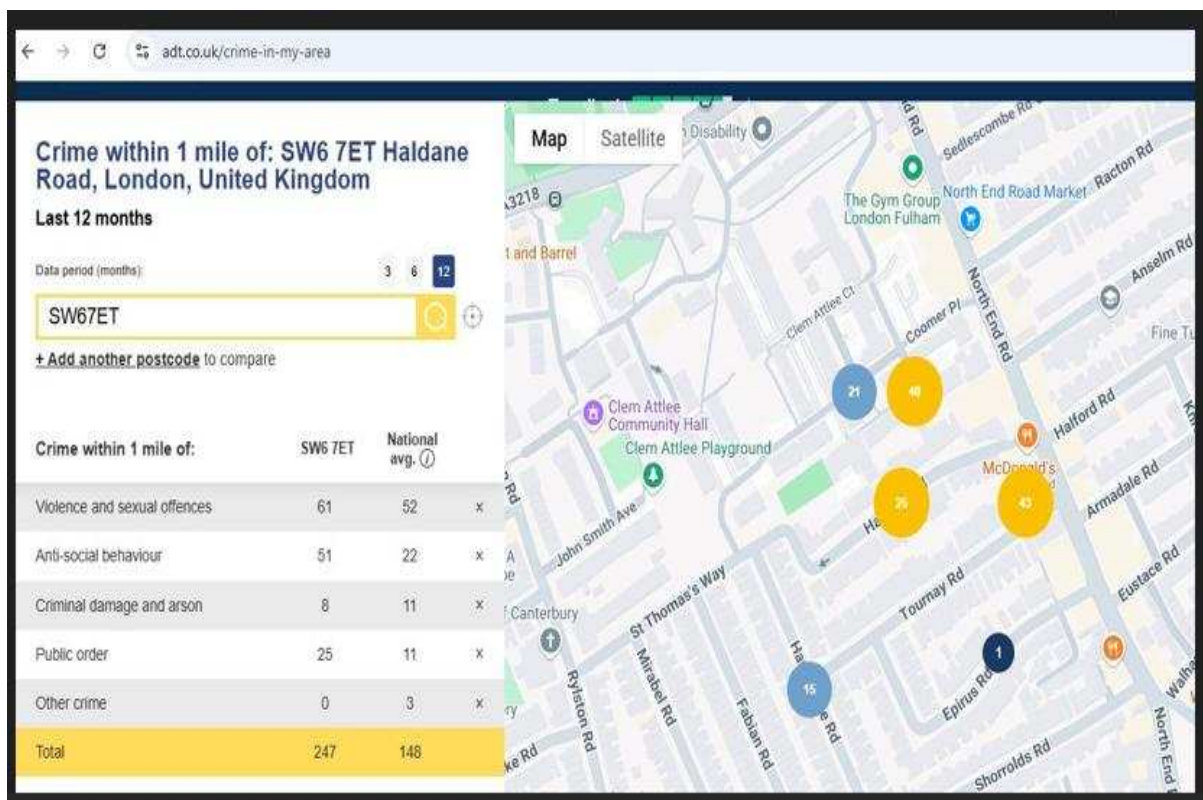 adt.co.uk/crime-in-my-area
Crime within 1 mile of: SW6 7ET Haldane
Road, London, United Kingdom
Last 12 months
Data period (months):
3 6 12
SW67ET
+ Add another postcode to compare
Crime within 1 mile of: SW6 7ET National
avg.
Violence and sexual offences 61 52 ×
Anti-social behaviour 51 22 ×
Criminal damage and arson 8 11 ×
Public order 25 11 ×
Other crime 0 3 ×
Total 247 148
Map Satellite
Disability
Rd
Sedlescombe Rd
Racton Rd
The Gym Group
London Fulham
North End Road Market
A3218
and Barrel
Anselm Rd
North End Rd
Clem Attlee Ct
Coomer Pl
Fine
21
Clem Attlee
Community Hall
Clem Attlee Playground
Halford Rd
McDonald's
43
Armadale Rd
John Smith Ave
Rd
St Thomas's Way
Tournay Rd
Eustace Rd
Canterbury
1
15
Mirabel Rd
Rylston Rd
Fabian Rd
Rd
Epirus Rd
Shorrolds Rd
North End
Rd